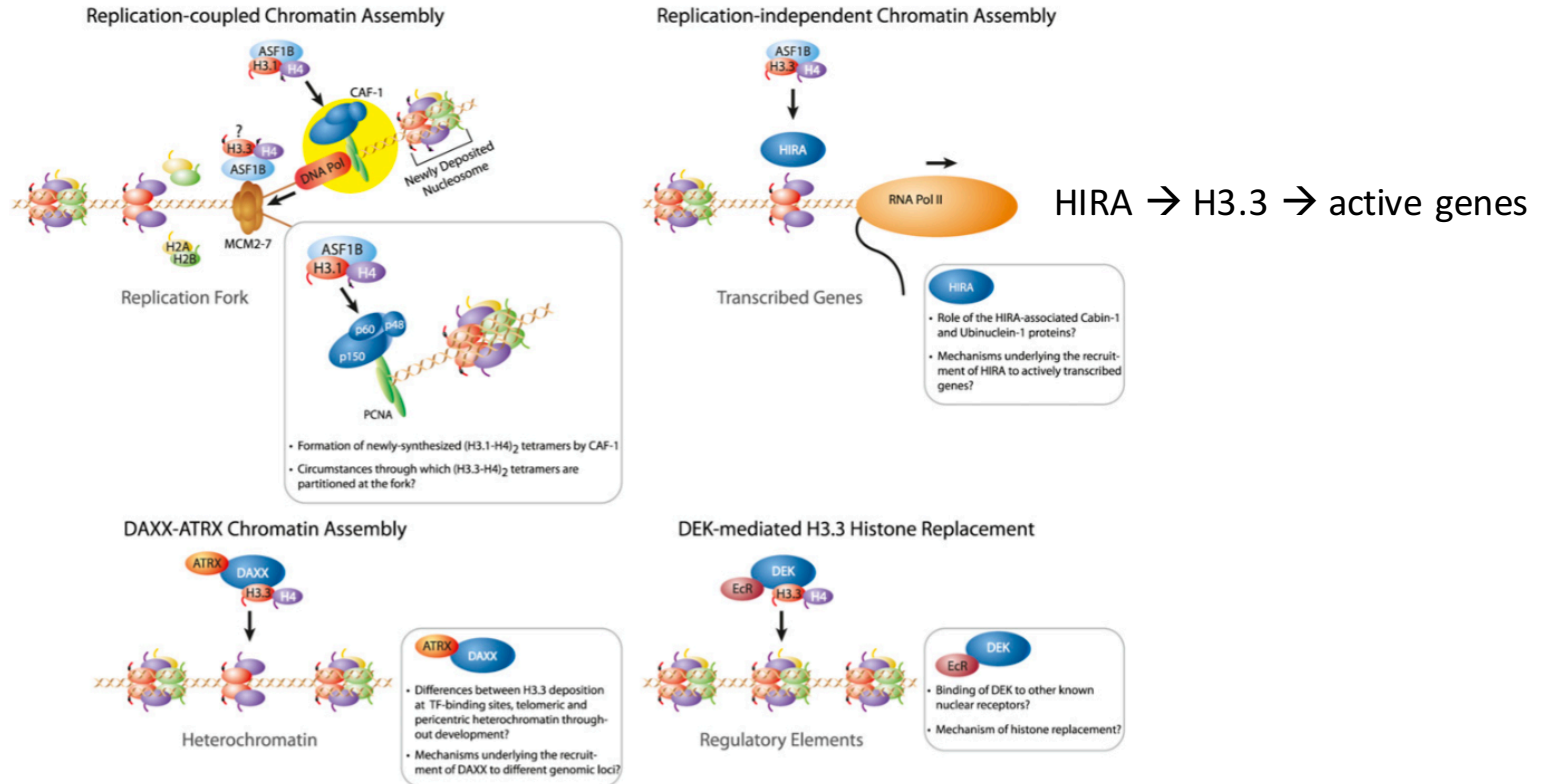 Replication-coupled Chromatin Assembly
ASF1B
H3.1
H4
CAF-1
?
H3.3
H4
ASF1B
DNA Pol
Newly Deposited
Nucleosome
H2A
H2B
MCM2-7
Replication Fork
ASF1B
H3.1
H4
p60
p48
p150
PCNA
• Formation of newly-synthesized (H3.1-H4)2 tetramers by CAF-1
• Circumstances through which (H3.3-H4)2 tetramers are
partitioned at the fork?
Replication-independent Chromatin Assembly
ASF1B
H3.3
H4
HIRA
RNA Pol II
HIRA → H3.3 → active genes
Transcribed Genes
HIRA
• Role of the HIRA-associated Cabin-1
and Ubinuclein-1 proteins?
• Mechanisms underlying the recruit-
ment of HIRA to actively transcribed
genes?
DAXX-ATRX Chromatin Assembly
ATRX
DAXX
H3.3
H4
Heterochromatin
ATRX
DAXX
• Differences between H3.3 deposition
at TF-binding sites, telomeric and
pericentric heterochromatin through-
out development?
• Mechanisms underlying the recruit-
ment of DAXX to different genomic loci?
DEK-mediated H3.3 Histone Replacement
DEK
EcR
H3.3
H4
Regulatory Elements
DEK
EcR
• Binding of DEK to other known
nuclear receptors?
• Mechanism of histone replacement?